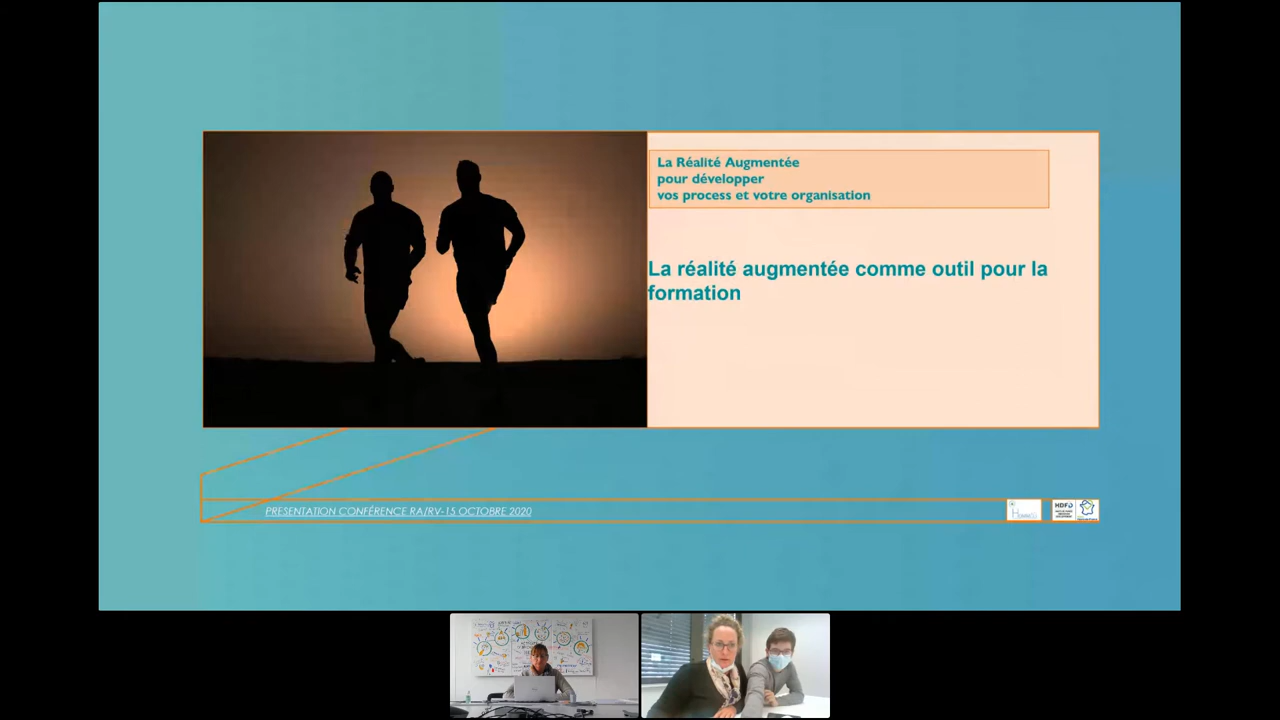 La Réalité Augmentée
pour développer
vos process et votre organisation
La réalité augmentée comme outil pour la
formation
PRESENTATION CONFÉRENCE RA/RV-15 OCTOBRE 2020
HDF